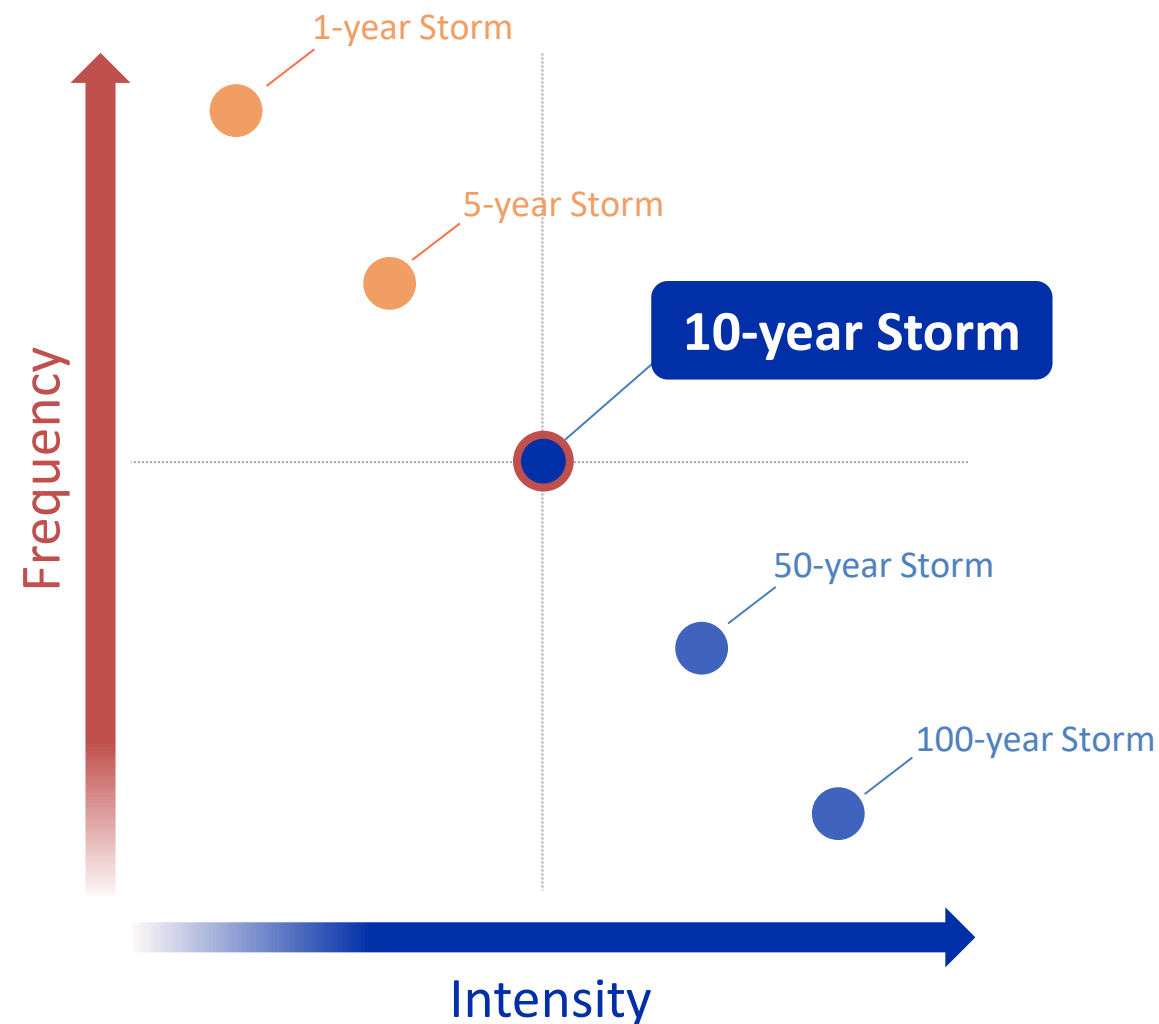 1-year Storm
5-year Storm
10-year Storm
Frequency
50-year Storm
100-year Storm
Intensity